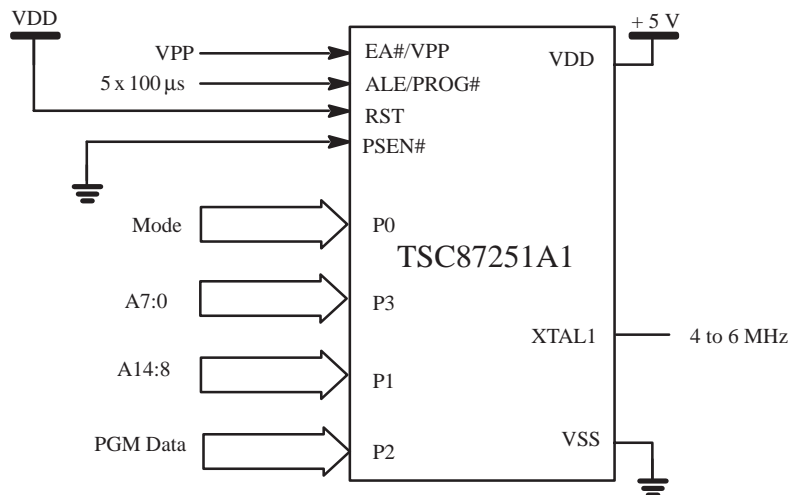 VDD
+ 5 V
VPP
EA#/VPP
VDD
5 x 100 μs
ALE/PROG#
RST
PSEN#
Mode
P0
TSC87251A1
A7:0
P3
XTAL1
4 to 6 MHz
A14:8
P1
PGM Data
P2
VSS